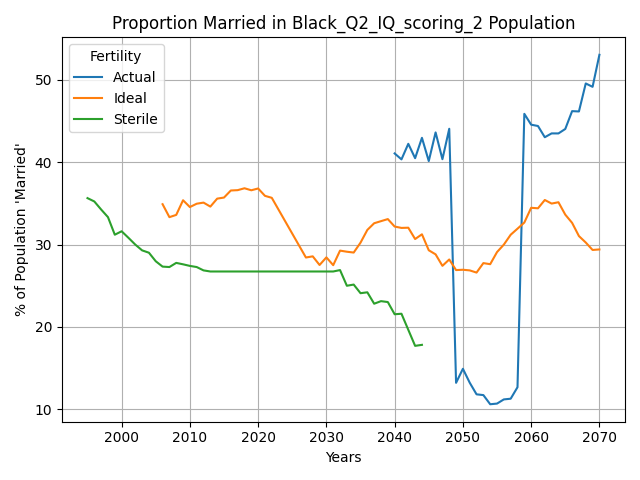 Proportion Married in Black_Q2_IQ_scoring_2 Population
Fertility
Actual
Ideal
Sterile
% of Population 'Married'
50
40
30
20
10
2000 2010 2020 2030 2040 2050 2060 2070
Years